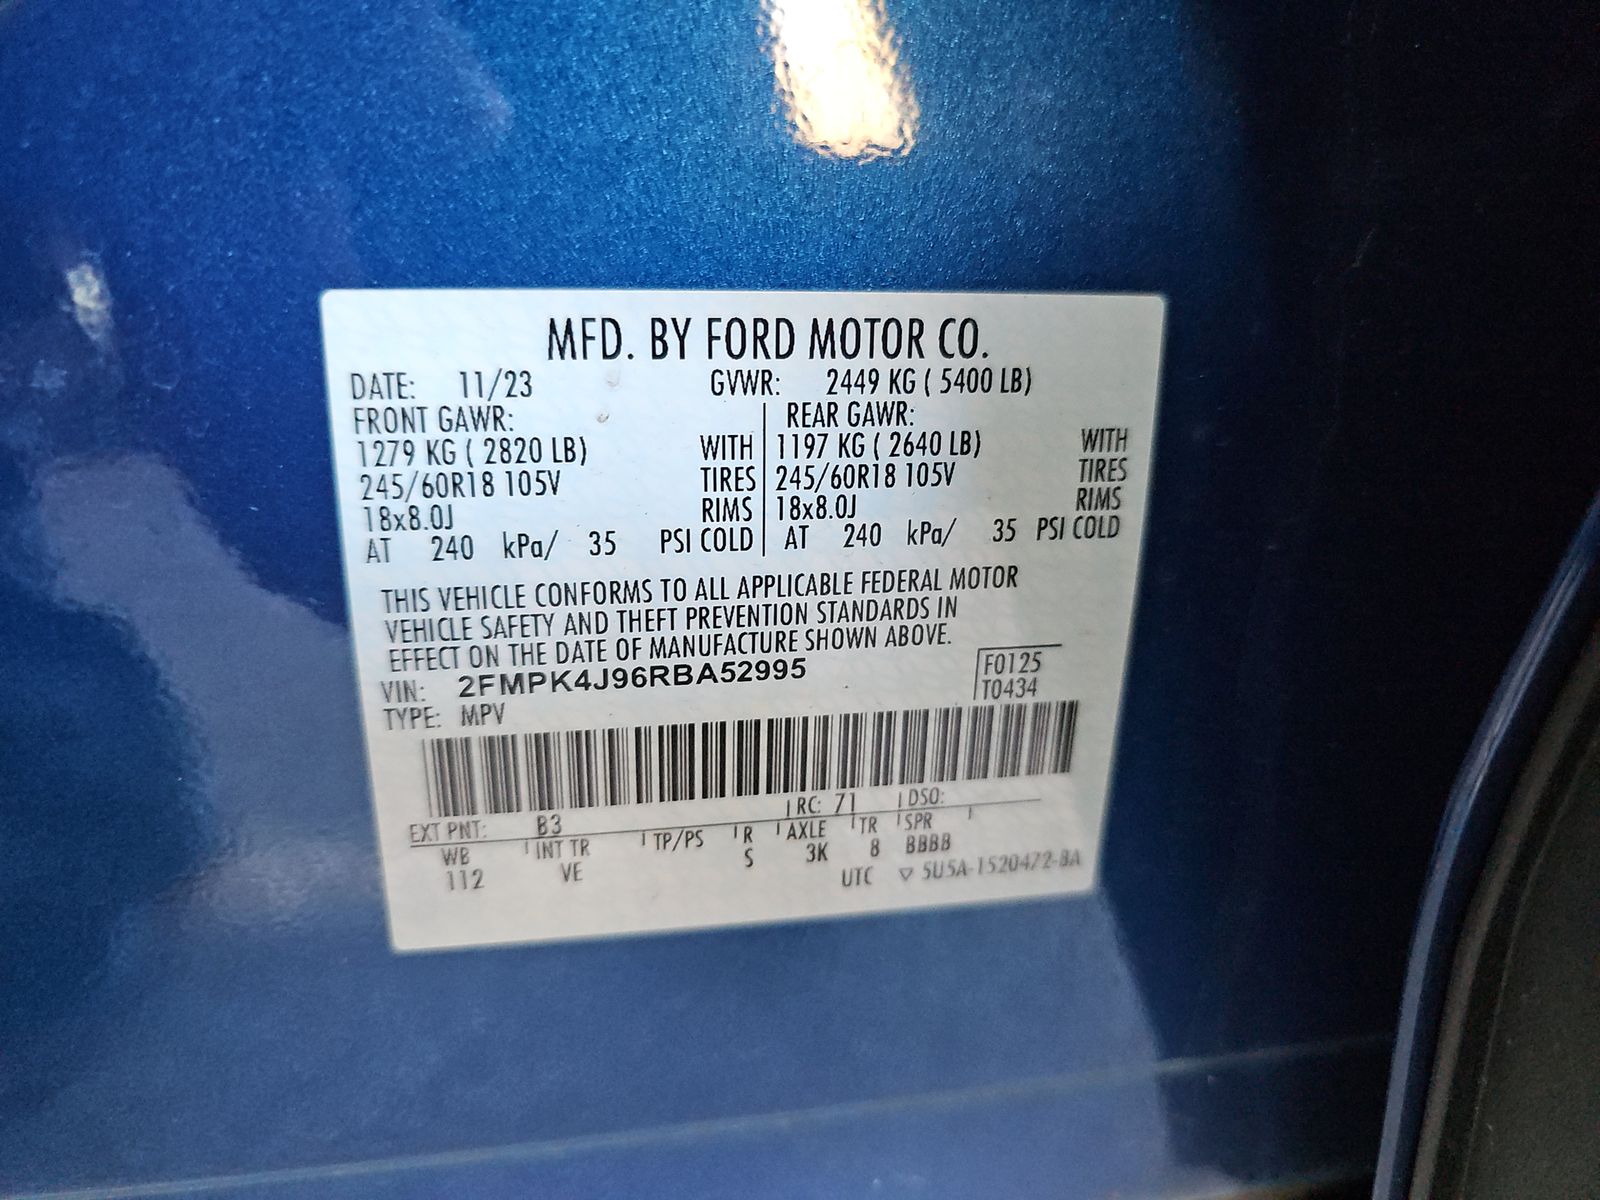 MFD. BY FORD MOTOR CO.
DATE: 11/23 GVWR: 2449 KG ( 5400 LB)
FRONT GAWR: REAR GAWR:
1279 KG ( 2820 LB) WITH 1197 KG ( 2640 LB) WITH
245/60R18 105V TIRES 245/60R18 105V TIRES
18x8.0J RIMS 18x8.0J RIMS
AT 240 kPa/ 35 PSI COLD AT 240 kPa/ 35 PSI COLD
THIS VEHICLE CONFORMS TO ALL APPLICABLE FEDERAL MOTOR
VEHICLE SAFETY AND THEFT PREVENTION STANDARDS IN
EFFECT ON THE DATE OF MANUFACTURE SHOWN ABOVE.
VIN: 2FMPK4J96RBA52995 F0125
TYPE: MPV T0434
EXT PNT: B3 RC: 71 DSO:
WB INT TR TP/PS R AXLE TR SPR
112 VE S 3K 8 BBBB
UTC ▽ 5U5A-1520472-BA